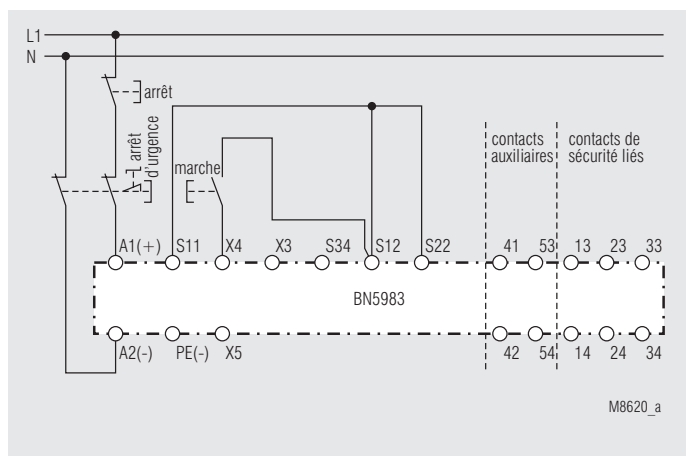 L1
N
arrêt
arrêt
d'urgence
marche
contacts
auxiliaires
contacts de
sécurité liés
A1(+) S11 X4 X3 S34 S12 S22 41 53 13 23 33
BN5983
A2(-) PE(-) X5 42 54 14 24 34
M8620_a